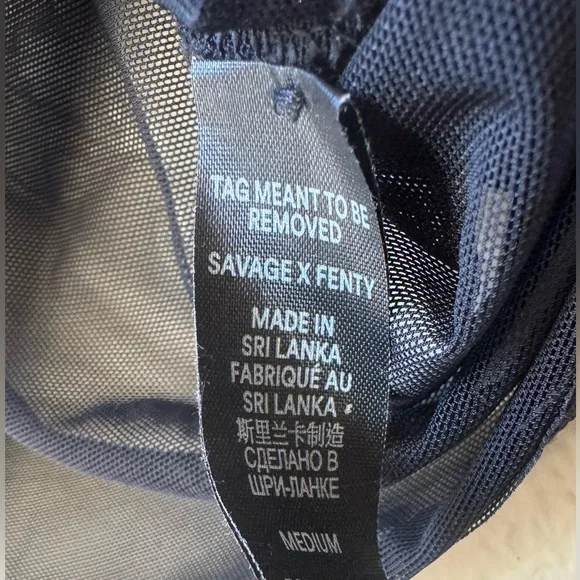 TAG MEANT TO BE
REMOVED
SAVAGE X FENTY
MADE IN
SRI LANKA
FABRIQUÉ AU
SRI LANKA
斯里兰卡制造
СДЕЛАНО В
ШРИ-ЛАНКЕ
MEDIUM